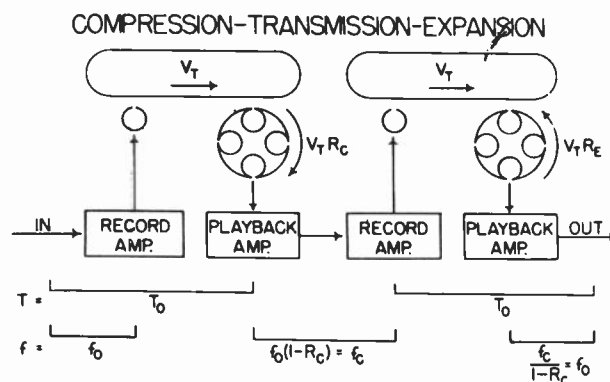 COMPRESSION-TRANSMISSION-EXPANSION
V_T V_T
V_T R_C V_T R_E
IN RECORD AMP. PLAYBACK AMP. RECORD AMP. PLAYBACK AMP. OUT
T = T_0 T_0
f = f_0 f_0(1-R_C) = f_C f_C/(1-R_C) = f_0